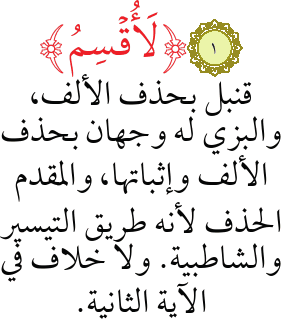 ١ ﴿لَأُقۡسِمُ﴾
قنبل بحذف الألف،
والبزي له وجهان بحذف
الألف وإثباتها، والمقدم
الحذف لأنه طريق التيسير
والشاطبية. ولا خلاف في
الآية الثانية.